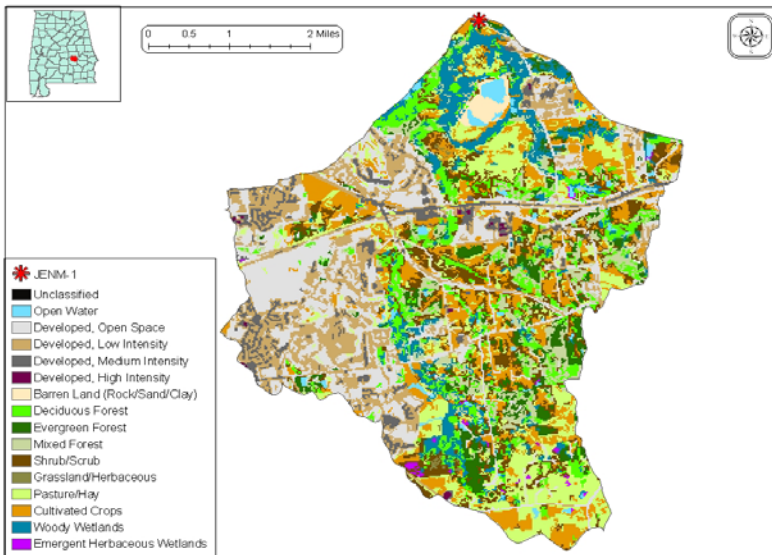 0 0.5 1 2 Miles
JENM-1
Unclassified
Open Water
Developed, Open Space
Developed, Low Intensity
Developed, Medium Intensity
Developed, High Intensity
Barren Land (Rock/Sand/Clay)
Deciduous Forest
Evergreen Forest
Mixed Forest
Shrub/Scrub
Grassland/Herbaceous
Pasture/Hay
Cultivated Crops
Woody Wetlands
Emergent Herbaceous Wetlands